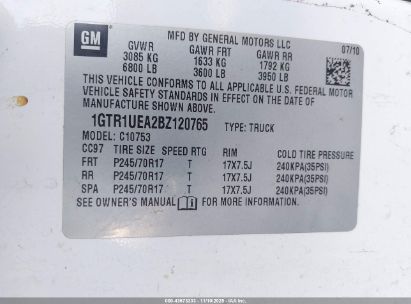 GM
MFD BY GENERAL MOTORS LLC
GVWR GAWR FRT GAWR RR 07/10
3085 KG 1633 KG 1792 KG
6800 LB 3600 LB 3950 LB
THIS VEHICLE CONFORMS TO ALL APPLICABLE U.S. FEDERAL MOTOR
VEHICLE SAFETY STANDARDS IN EFFECT ON THE DATE OF
MANUFACTURE SHOWN ABOVE.
1GTR1UEA2BZ120765 TYPE: TRUCK
MODEL: C10753
CC97 TIRE SIZE SPEED RTG RIM COLD TIRE PRESSURE
FRT P245/70R17 T 17X7.5J 240KPA(35PSI)
RR P245/70R17 T 17X7.5J 240KPA(35PSI)
SPA P245/70R17 T 17X7.5J 240KPA(35PSI)
SEE OWNER'S MANUAL FOR MORE INFORMATION